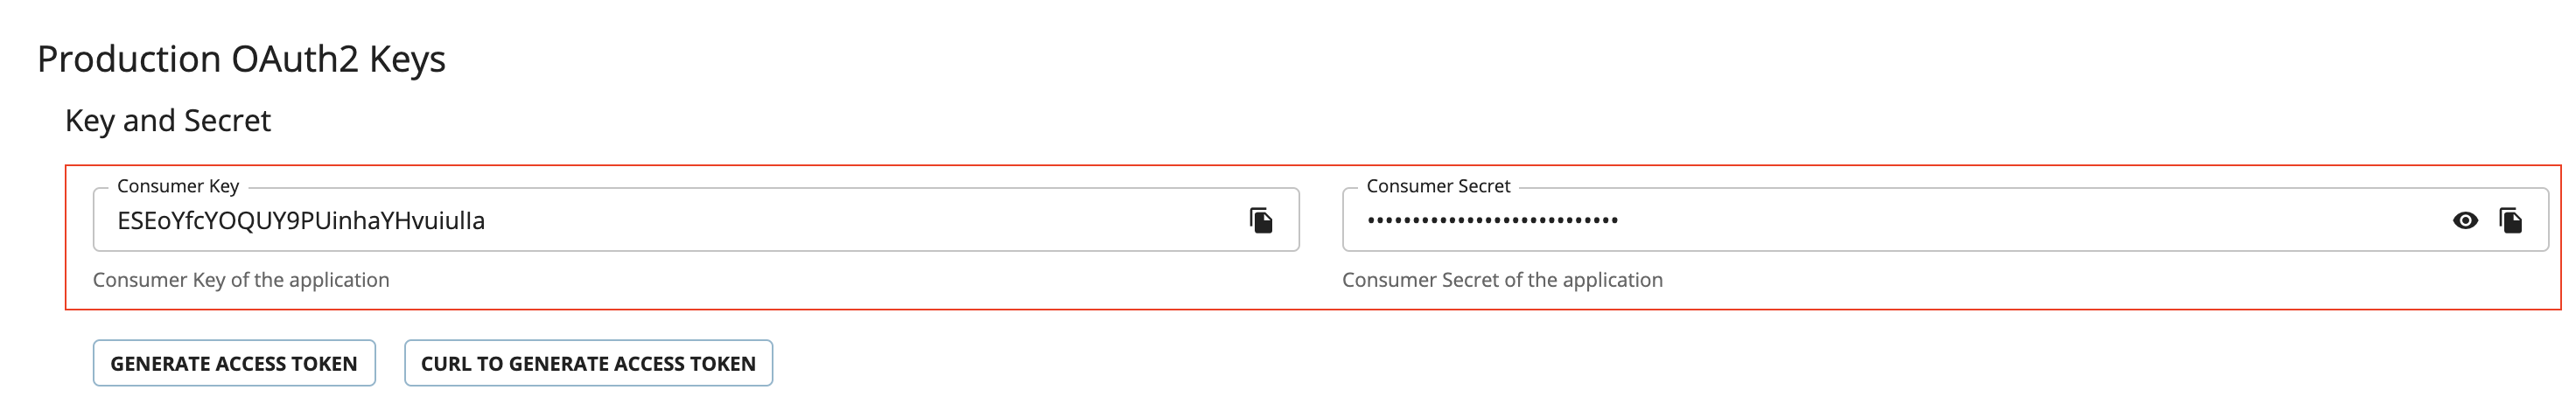 Production OAuth2 Keys
Key and Secret
Consumer Key
ESEoYfcYOQUY9PUinhaYHvuiulla
Consumer Secret
••••••••••••••••••••••••••••
Consumer Key of the application
Consumer Secret of the application
GENERATE ACCESS TOKEN
CURL TO GENERATE ACCESS TOKEN